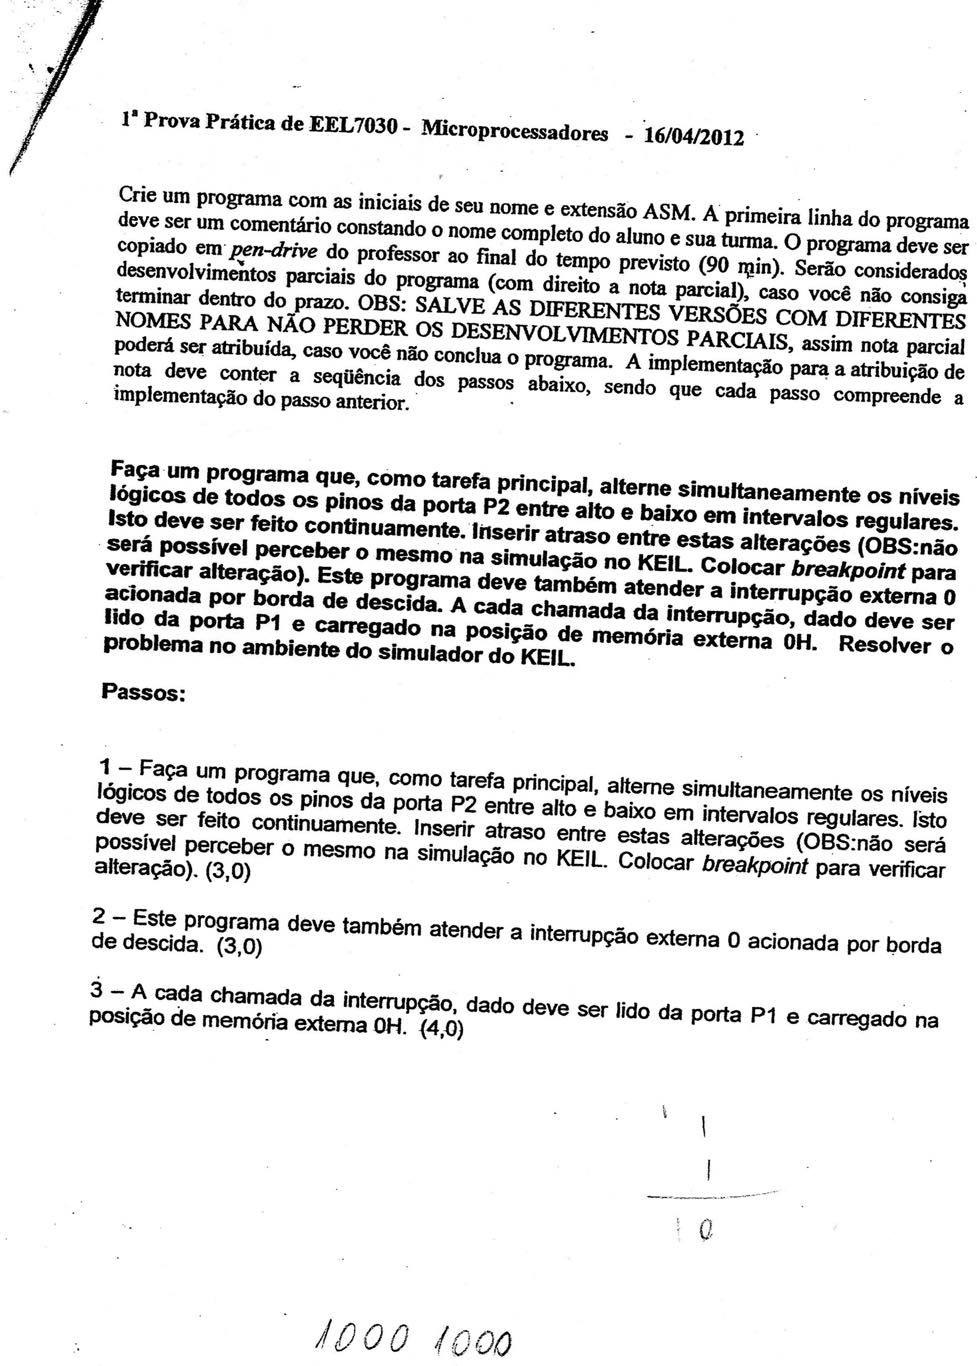 1ª Prova Prática de EEL7030 - Microprocessadores - 16/04/2012
Crie um programa com as iniciais de seu nome e extensão ASM. A primeira linha do programa
deve ser um comentário constando o nome completo do aluno e sua turma. O programa deve ser
copiado em pen-drive do professor ao final do tempo previsto (90 min). Serão considerados
desenvolvimentos parciais do programa (com direito a nota parcial), caso você não consiga
terminar dentro do prazo. OBS: SALVE AS DIFERENTES VERSÕES COM DIFERENTES
NOMES PARA NÃO PERDER OS DESENVOLVIMENTOS PARCIAIS, assim nota parcial
poderá ser atribuída, caso você não conclua o programa. A implementação para a atribuição de
nota deve conter a seqüência dos passos abaixo, sendo que cada passo compreende a
implementação do passo anterior.
Faça um programa que, como tarefa principal, alterne simultaneamente os níveis
lógicos de todos os pinos da porta P2 entre alto e baixo em intervalos regulares.
Isto deve ser feito continuamente. Inserir atraso entre estas alterações (OBS:não
será possível perceber o mesmo na simulação no KEIL. Colocar breakpoint para
verificar alteração). Este programa deve também atender a interrupção externa 0
acionada por borda de descida. A cada chamada da interrupção, dado deve ser
lido da porta P1 e carregado na posição de memória externa 0H. Resolver o
problema no ambiente do simulador do KEIL.
Passos:
1 – Faça um programa que, como tarefa principal, alterne simultaneamente os níveis
lógicos de todos os pinos da porta P2 entre alto e baixo em intervalos regulares. Isto
deve ser feito continuamente. Inserir atraso entre estas alterações (OBS:não será
possível perceber o mesmo na simulação no KEIL. Colocar breakpoint para verificar
alteração). (3,0)
2 – Este programa deve também atender a interrupção externa 0 acionada por borda
de descida. (3,0)
3 – A cada chamada da interrupção, dado deve ser lido da porta P1 e carregado na
posição de memória externa 0H. (4,0)
1
1
1 0
1000 1000